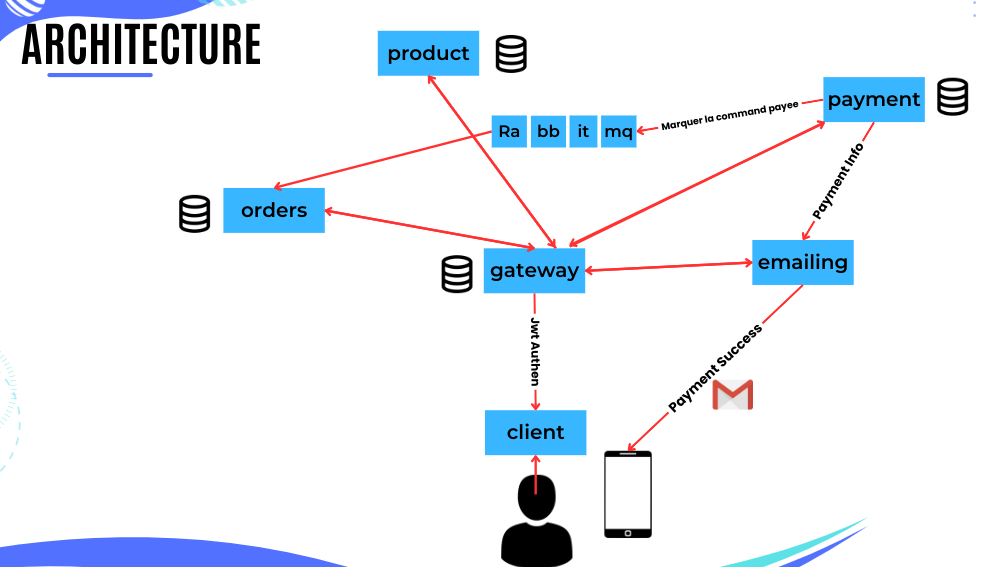 ARCHITECTURE
product
payment
Marquer la command payee
Ra bb it mq
Payment Info
orders
gateway
emailing
Jwt Authen
Payment Success
client